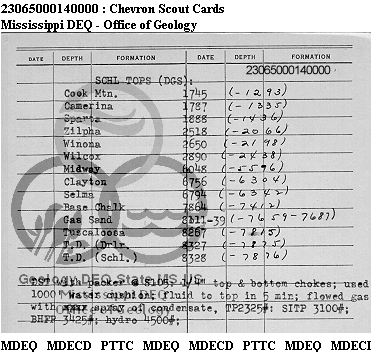 23065000140000 : Chevron Scout Cards
Mississippi DEQ - Office of Geology
DATE DEPTH FORMATION DATE DEPTH FORMATION
23065000140000
SCHL TOPS (DGS):
Cook Mtn. 1745 (-1293)
Camerina 1787 (-1335)
Sparta 1888 (-1436)
Zilpha 2518 (-2066)
Winona 2650 (-2198)
Wilcox 2890 (-2438)
Midway 6048 (-5596)
Clayton 6756 (-6304)
Selma 6794 (-6342)
Base Chalk 7864 (-7412)
Gas Sand 8111-39 (-7659-7687)
Tuscaloosa 8267 (-7815)
T.D. (Drlr. 8327 (-7875)
T.D. (Schl.) 8328 (-7876)
Geology DEQ State MS US
DST with packer @ 8105, 1/4" top & bottom chokes; used
1000' water cushion; fluid to top in 5 min; flowed gas
with spray of condensate, TP2325#: SITP 3100#;
BHFP 3425#; hydro 4500#;
MDEQ MDECD PTTC MDEQ MDECD PTTC MDEQ MDECD